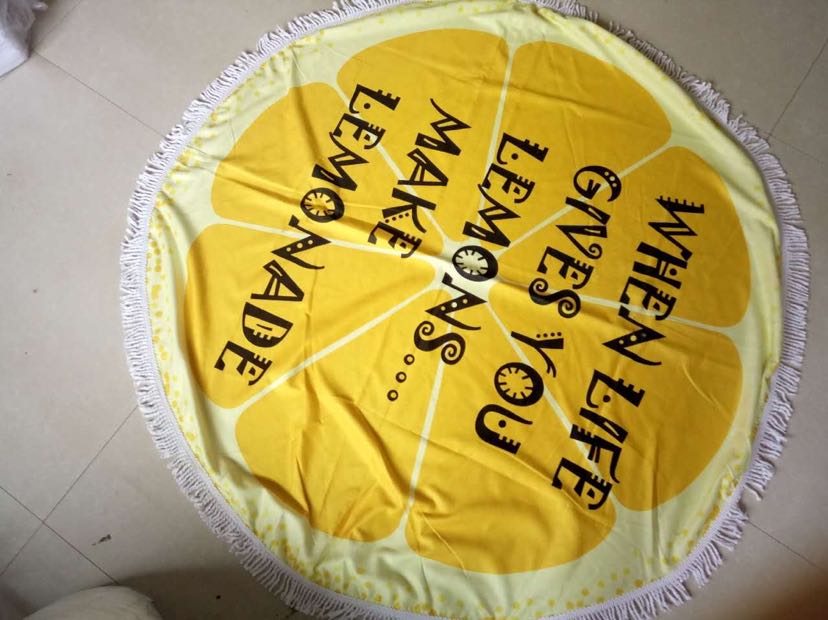 WHEN LIFE
GIVES YOU
LEMONS....
MAKE
LEMONADE